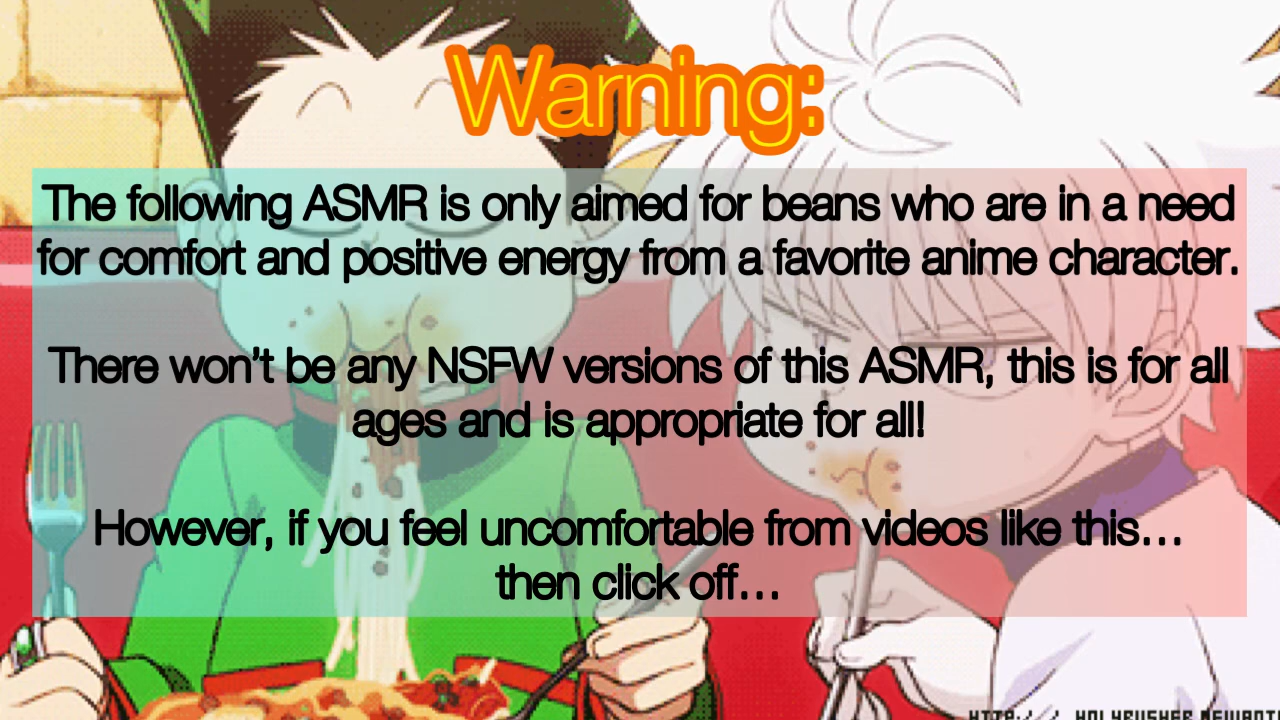 Warning:
The following ASMR is only aimed for beans who are in a need
for comfort and positive energy from a favorite anime character.
There won't be any NSFW versions of this ASMR, this is for all
ages and is appropriate for all!
However, if you feel uncomfortable from videos like this...
then click off...